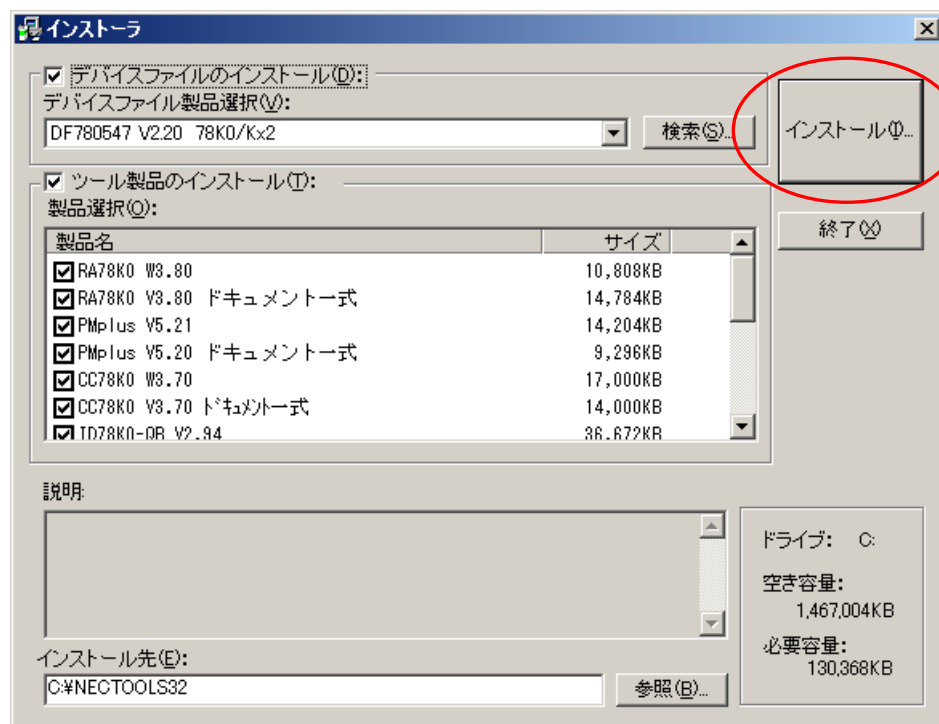 インストーラ
デバイスファイルのインストール(D):
デバイスファイル製品選択(V):
DF780547 V2.20 78K0/Kx2
検索(S)...
インストール(I)...
ツール製品のインストール(T):
製品選択(O):
終了(X)
製品名 サイズ
RA78K0 W3.80 10,808KB
RA78K0 V3.80 ドキュメント一式 14,784KB
PMplus V5.21 14,204KB
PMplus V5.20 ドキュメント一式 9,296KB
CC78K0 W3.70 17,000KB
CC78K0 V3.70 ﾄﾞｷｭﾒﾝﾄ一式 14,000KB
ID78K0-QB V2.94 36,672KB
説明:
ドライブ: C:
空き容量:
1,467,004KB
必要容量:
130,368KB
インストール先(E):
C:¥NECTOOLS32
参照(B)...